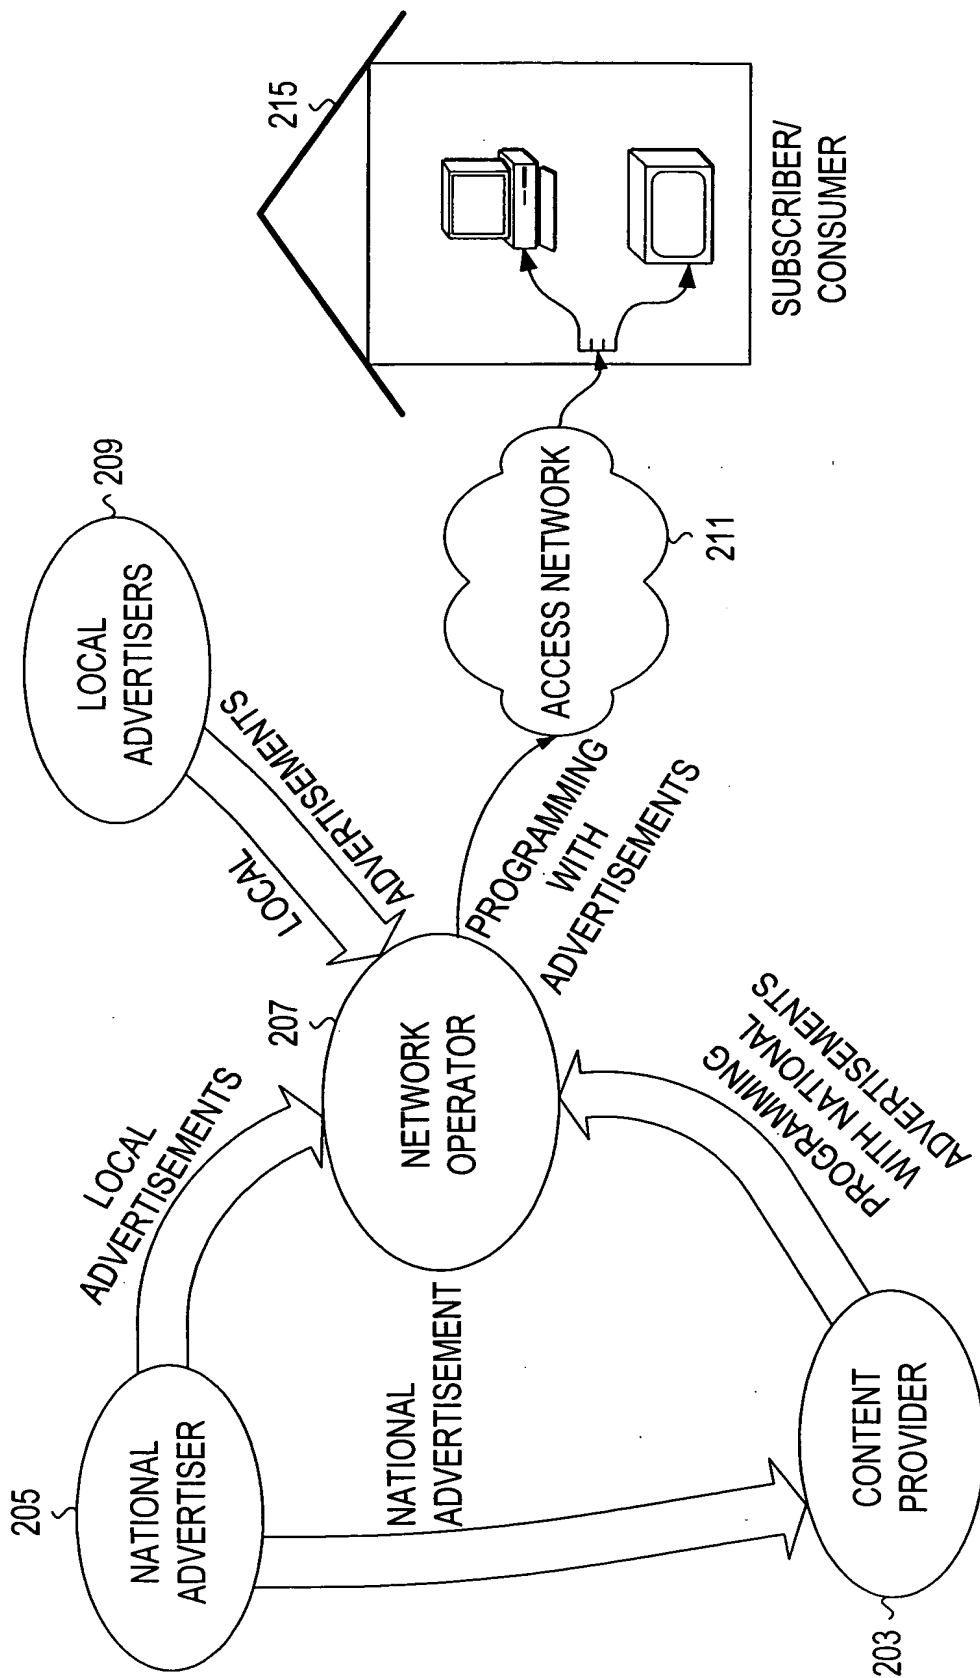 205
NATIONAL
ADVERTISER
LOCAL
ADVERTISEMENTS
207
NETWORK
OPERATOR
LOCAL
ADVERTISEMENTS
209
LOCAL
ADVERTISERS
215
NATIONAL
ADVERTISEMENT
203
CONTENT
PROVIDER
PROGRAMMING
WITH NATIONAL
ADVERTISEMENTS
PROGRAMMING
WITH
ADVERTISEMENTS
ACCESS NETWORK
211
SUBSCRIBER/
CONSUMER